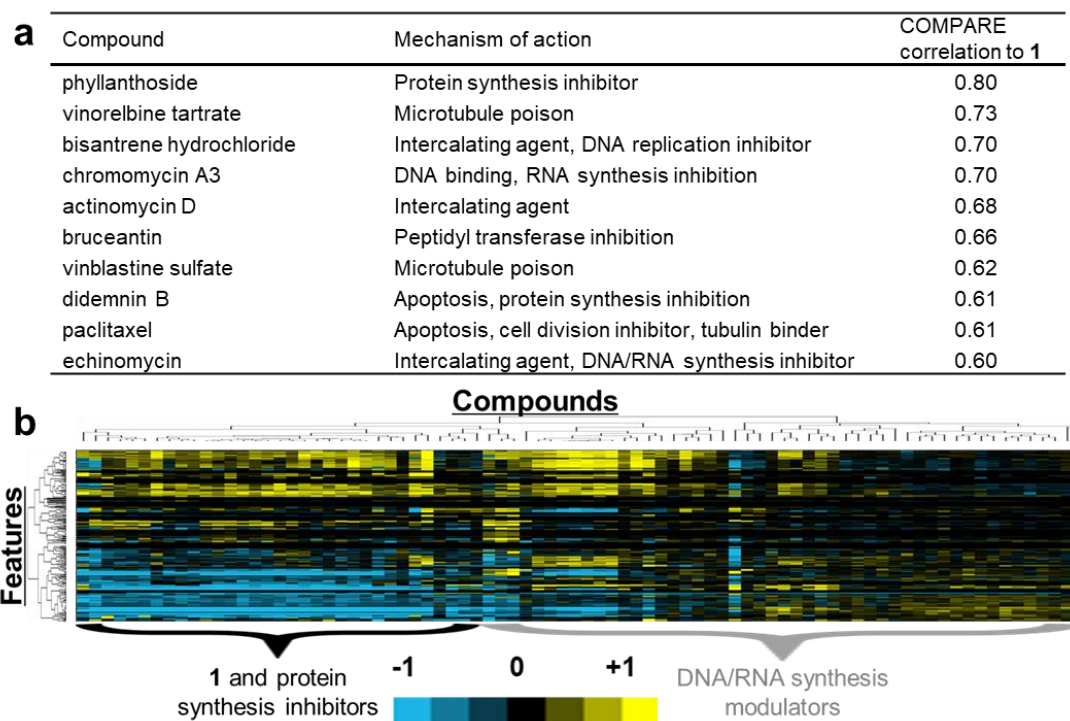 a
Compound Mechanism of action COMPARE correlation to 1
phyllanthoside Protein synthesis inhibitor 0.80
vinorelbine tartrate Microtubule poison 0.73
bisantrene hydrochloride Intercalating agent, DNA replication inhibitor 0.70
chromomycin A3 DNA binding, RNA synthesis inhibition 0.70
actinomycin D Intercalating agent 0.68
bruceantin Peptidyl transferase inhibition 0.66
vinblastine sulfate Microtubule poison 0.62
didemnin B Apoptosis, protein synthesis inhibition 0.61
paclitaxel Apoptosis, cell division inhibitor, tubulin binder 0.61
echinomycin Intercalating agent, DNA/RNA synthesis inhibitor 0.60
b
Compounds
Features
1 and protein
synthesis inhibitors
-1 0 +1
DNA/RNA synthesis
modulators